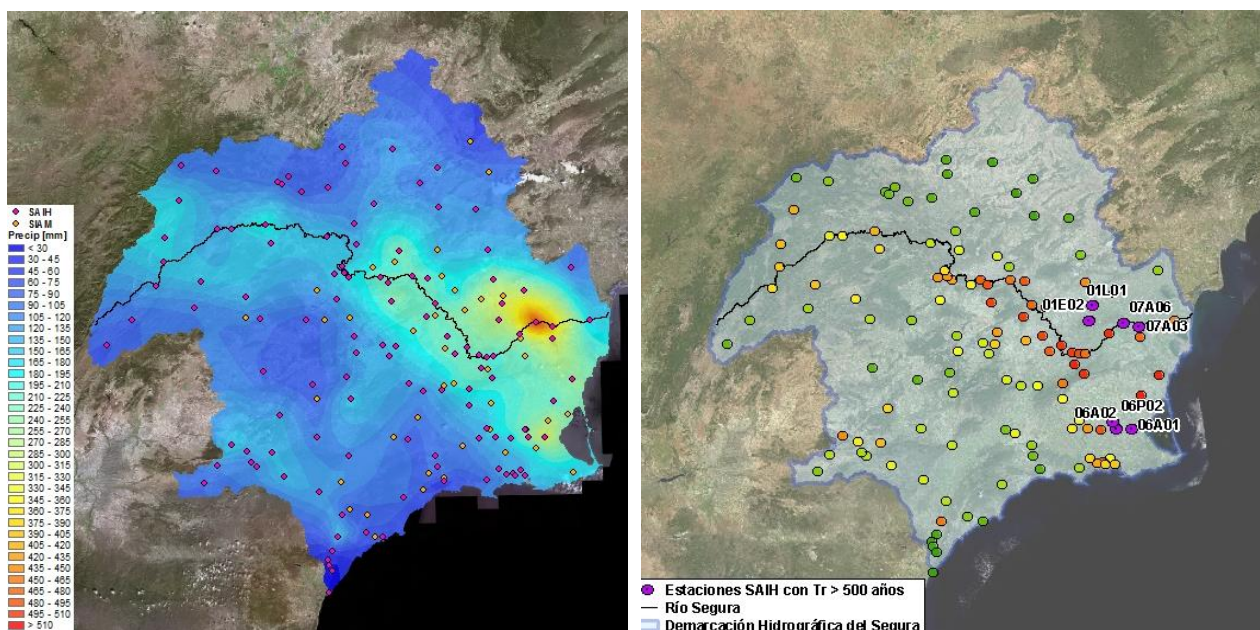 SAIH
SIAM
Precip [mm]
< 30
30 - 45
45 - 60
60 - 75
75 - 90
90 - 105
105 - 120
120 - 135
135 - 150
150 - 165
165 - 180
180 - 195
195 - 210
210 - 225
225 - 240
240 - 255
255 - 270
270 - 285
285 - 300
300 - 315
315 - 330
330 - 345
345 - 360
360 - 375
375 - 390
390 - 405
405 - 420
420 - 435
435 - 450
450 - 465
465 - 480
480 - 495
495 - 510
> 510
01L01
01E02
07A06
07A03
06A02
06P02
06A01
Estaciones SAIH con Tr > 500 años
Río Segura
Demarcación Hidrográfica del Segura